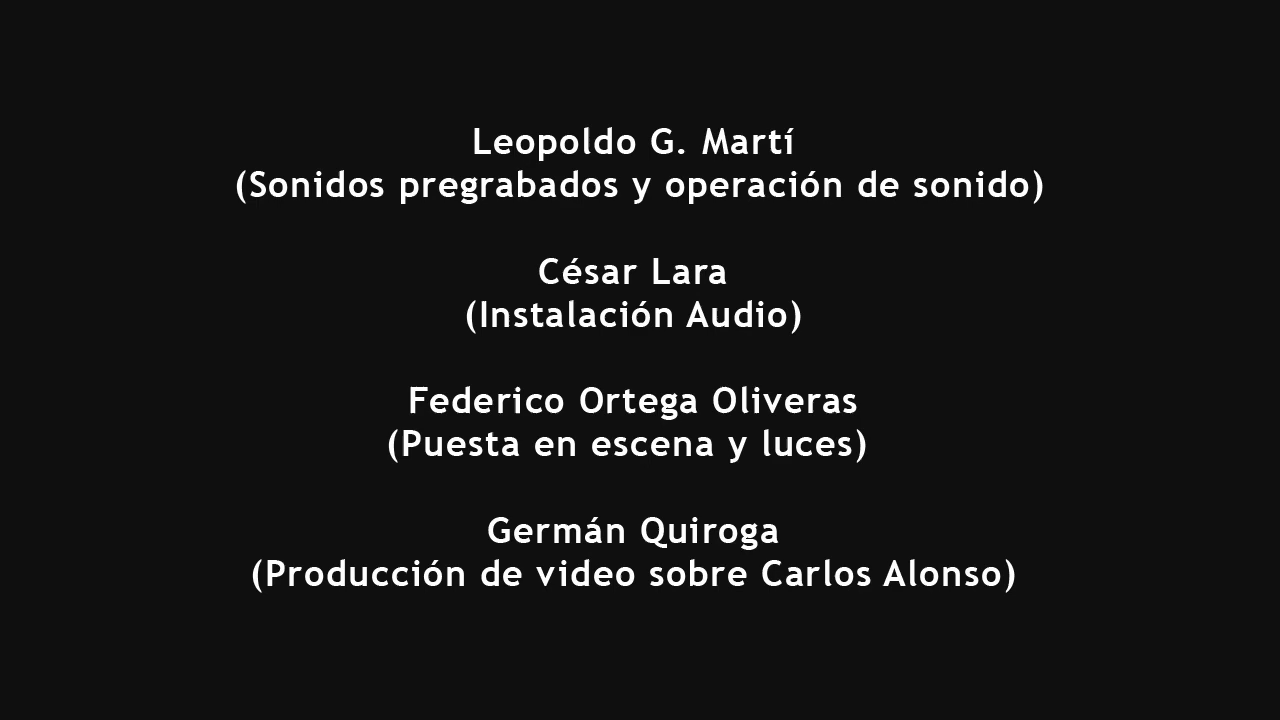 Leopoldo G. Martí
(Sonidos pregrabados y operación de sonido)
César Lara
(Instalación Audio)
Federico Ortega Oliveras
(Puesta en escena y luces)
Germán Quiroga
(Producción de video sobre Carlos Alonso)